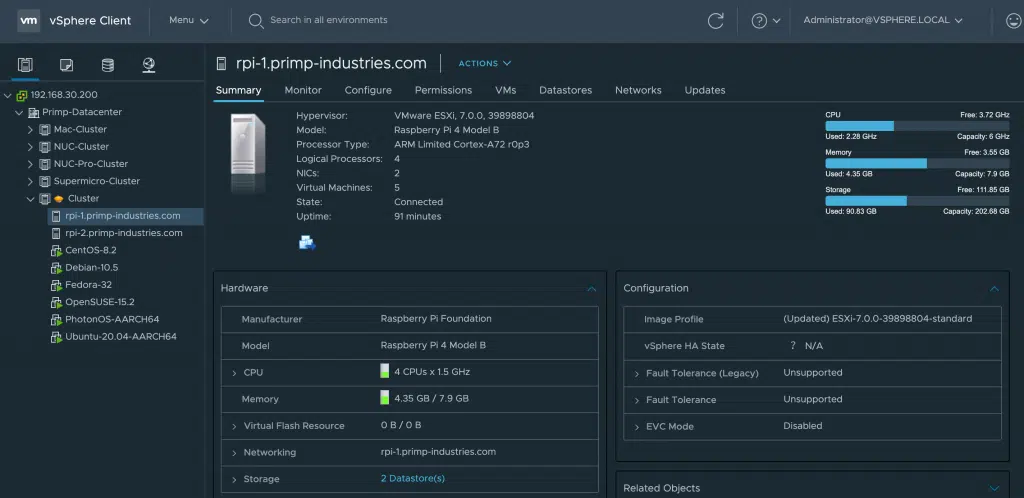 vm vSphere Client Menu Search in all environments Administrator@VSPHERE.LOCAL
192.168.30.200
Primp-Datacenter
Mac-Cluster
NUC-Cluster
NUC-Pro-Cluster
Supermicro-Cluster
Cluster
rpi-1.primp-industries.com
rpi-2.primp-industries.com
CentOS-8.2
Debian-10.5
Fedora-32
OpenSUSE-15.2
PhotonOS-AARCH64
Ubuntu-20.04-AARCH64
rpi-1.primp-industries.com ACTIONS
Summary Monitor Configure Permissions VMs Datastores Networks Updates
Hypervisor: VMware ESXi, 7.0.0, 39898804
Model: Raspberry Pi 4 Model B
Processor Type: ARM Limited Cortex-A72 r0p3
Logical Processors: 4
NICs: 2
Virtual Machines: 5
State: Connected
Uptime: 91 minutes
CPU Free: 3.72 GHz
Used: 2.28 GHz Capacity: 6 GHz
Memory Free: 3.55 GB
Used: 4.35 GB Capacity: 7.9 GB
Storage Free: 111.85 GB
Used: 90.83 GB Capacity: 202.68 GB
Hardware
Manufacturer Raspberry Pi Foundation
Model Raspberry Pi 4 Model B
CPU 4 CPUs x 1.5 GHz
Memory 4.35 GB / 7.9 GB
Virtual Flash Resource 0 B / 0 B
Networking rpi-1.primp-industries.com
Storage 2 Datastore(s)
Configuration
Image Profile (Updated) ESXi-7.0.0-39898804-standard
vSphere HA State ? N/A
Fault Tolerance (Legacy) Unsupported
Fault Tolerance Unsupported
EVC Mode Disabled
Related Objects